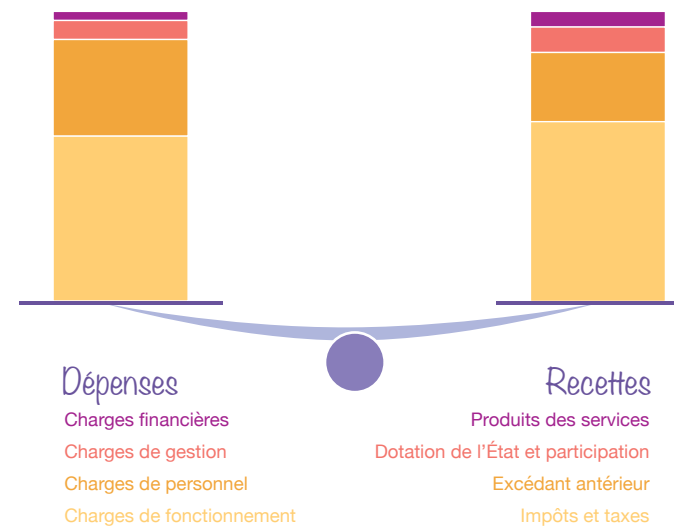 Dépenses
Charges financières
Charges de gestion
Charges de personnel
Charges de fonctionnement
Recettes
Produits des services
Dotation de l'État et participation
Excédant antérieur
Impôts et taxes